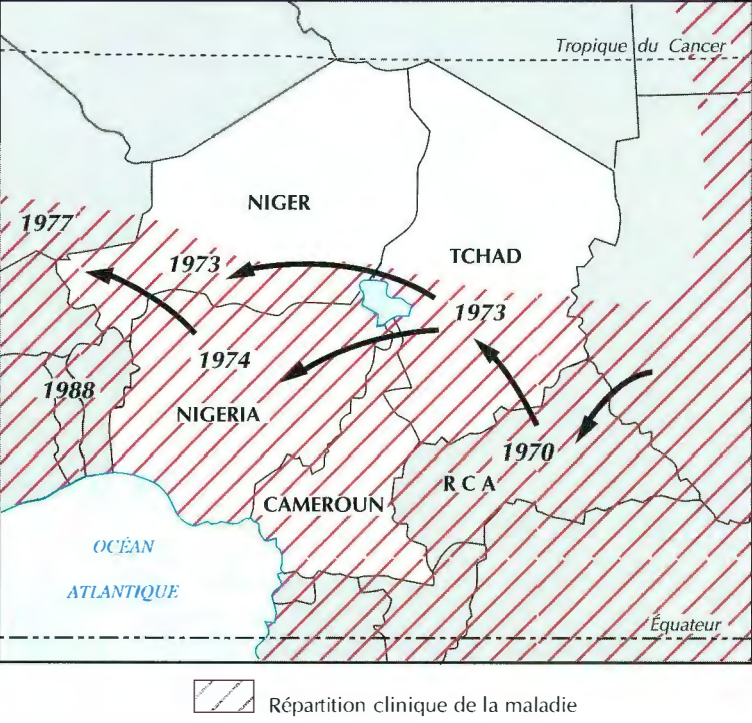 Tropique du Cancer
NIGER
1977
1973
TCHAD
1973
1974
1988
NIGERIA
1970
R C A
CAMEROUN
OCÉAN
ATLANTIQUE
Équateur
Répartition clinique de la maladie